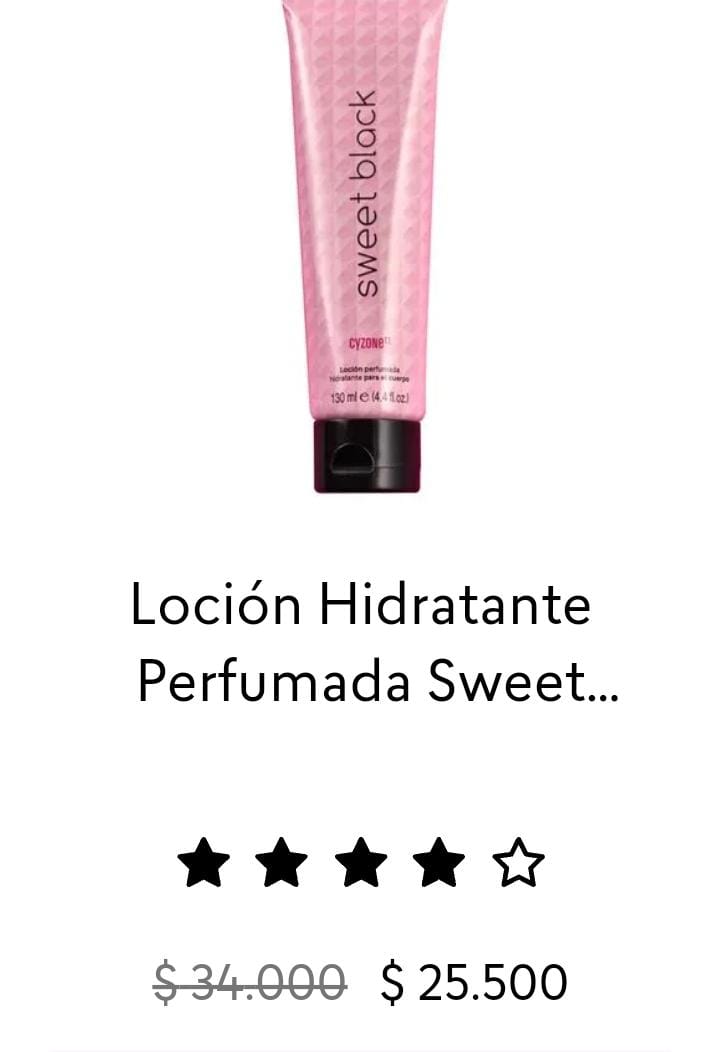 sweet black
cyzone
Loción perfumada
hidratante para el cuerpo
130 ml e (4,4 fl.oz.)
Loción Hidratante
Perfumada Sweet...
$ 34.000 $ 25.500